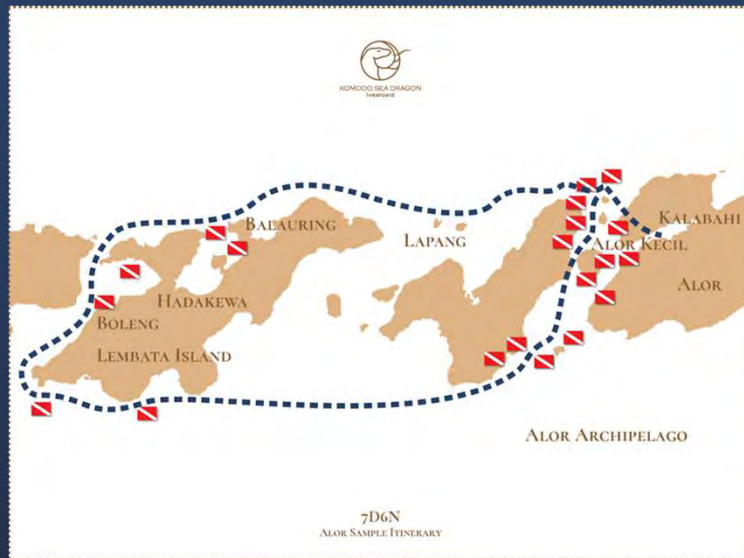 KOMODO SEA DRAGON
liveaboard
BALAURING
KALABAHI
LAPANG
ALOR KECIL
ALOR
HADAKEWA
BOLENG
LEMBATA ISLAND
ALOR ARCHIPELAGO
7D6N
ALOR SAMPLE ITINERARY